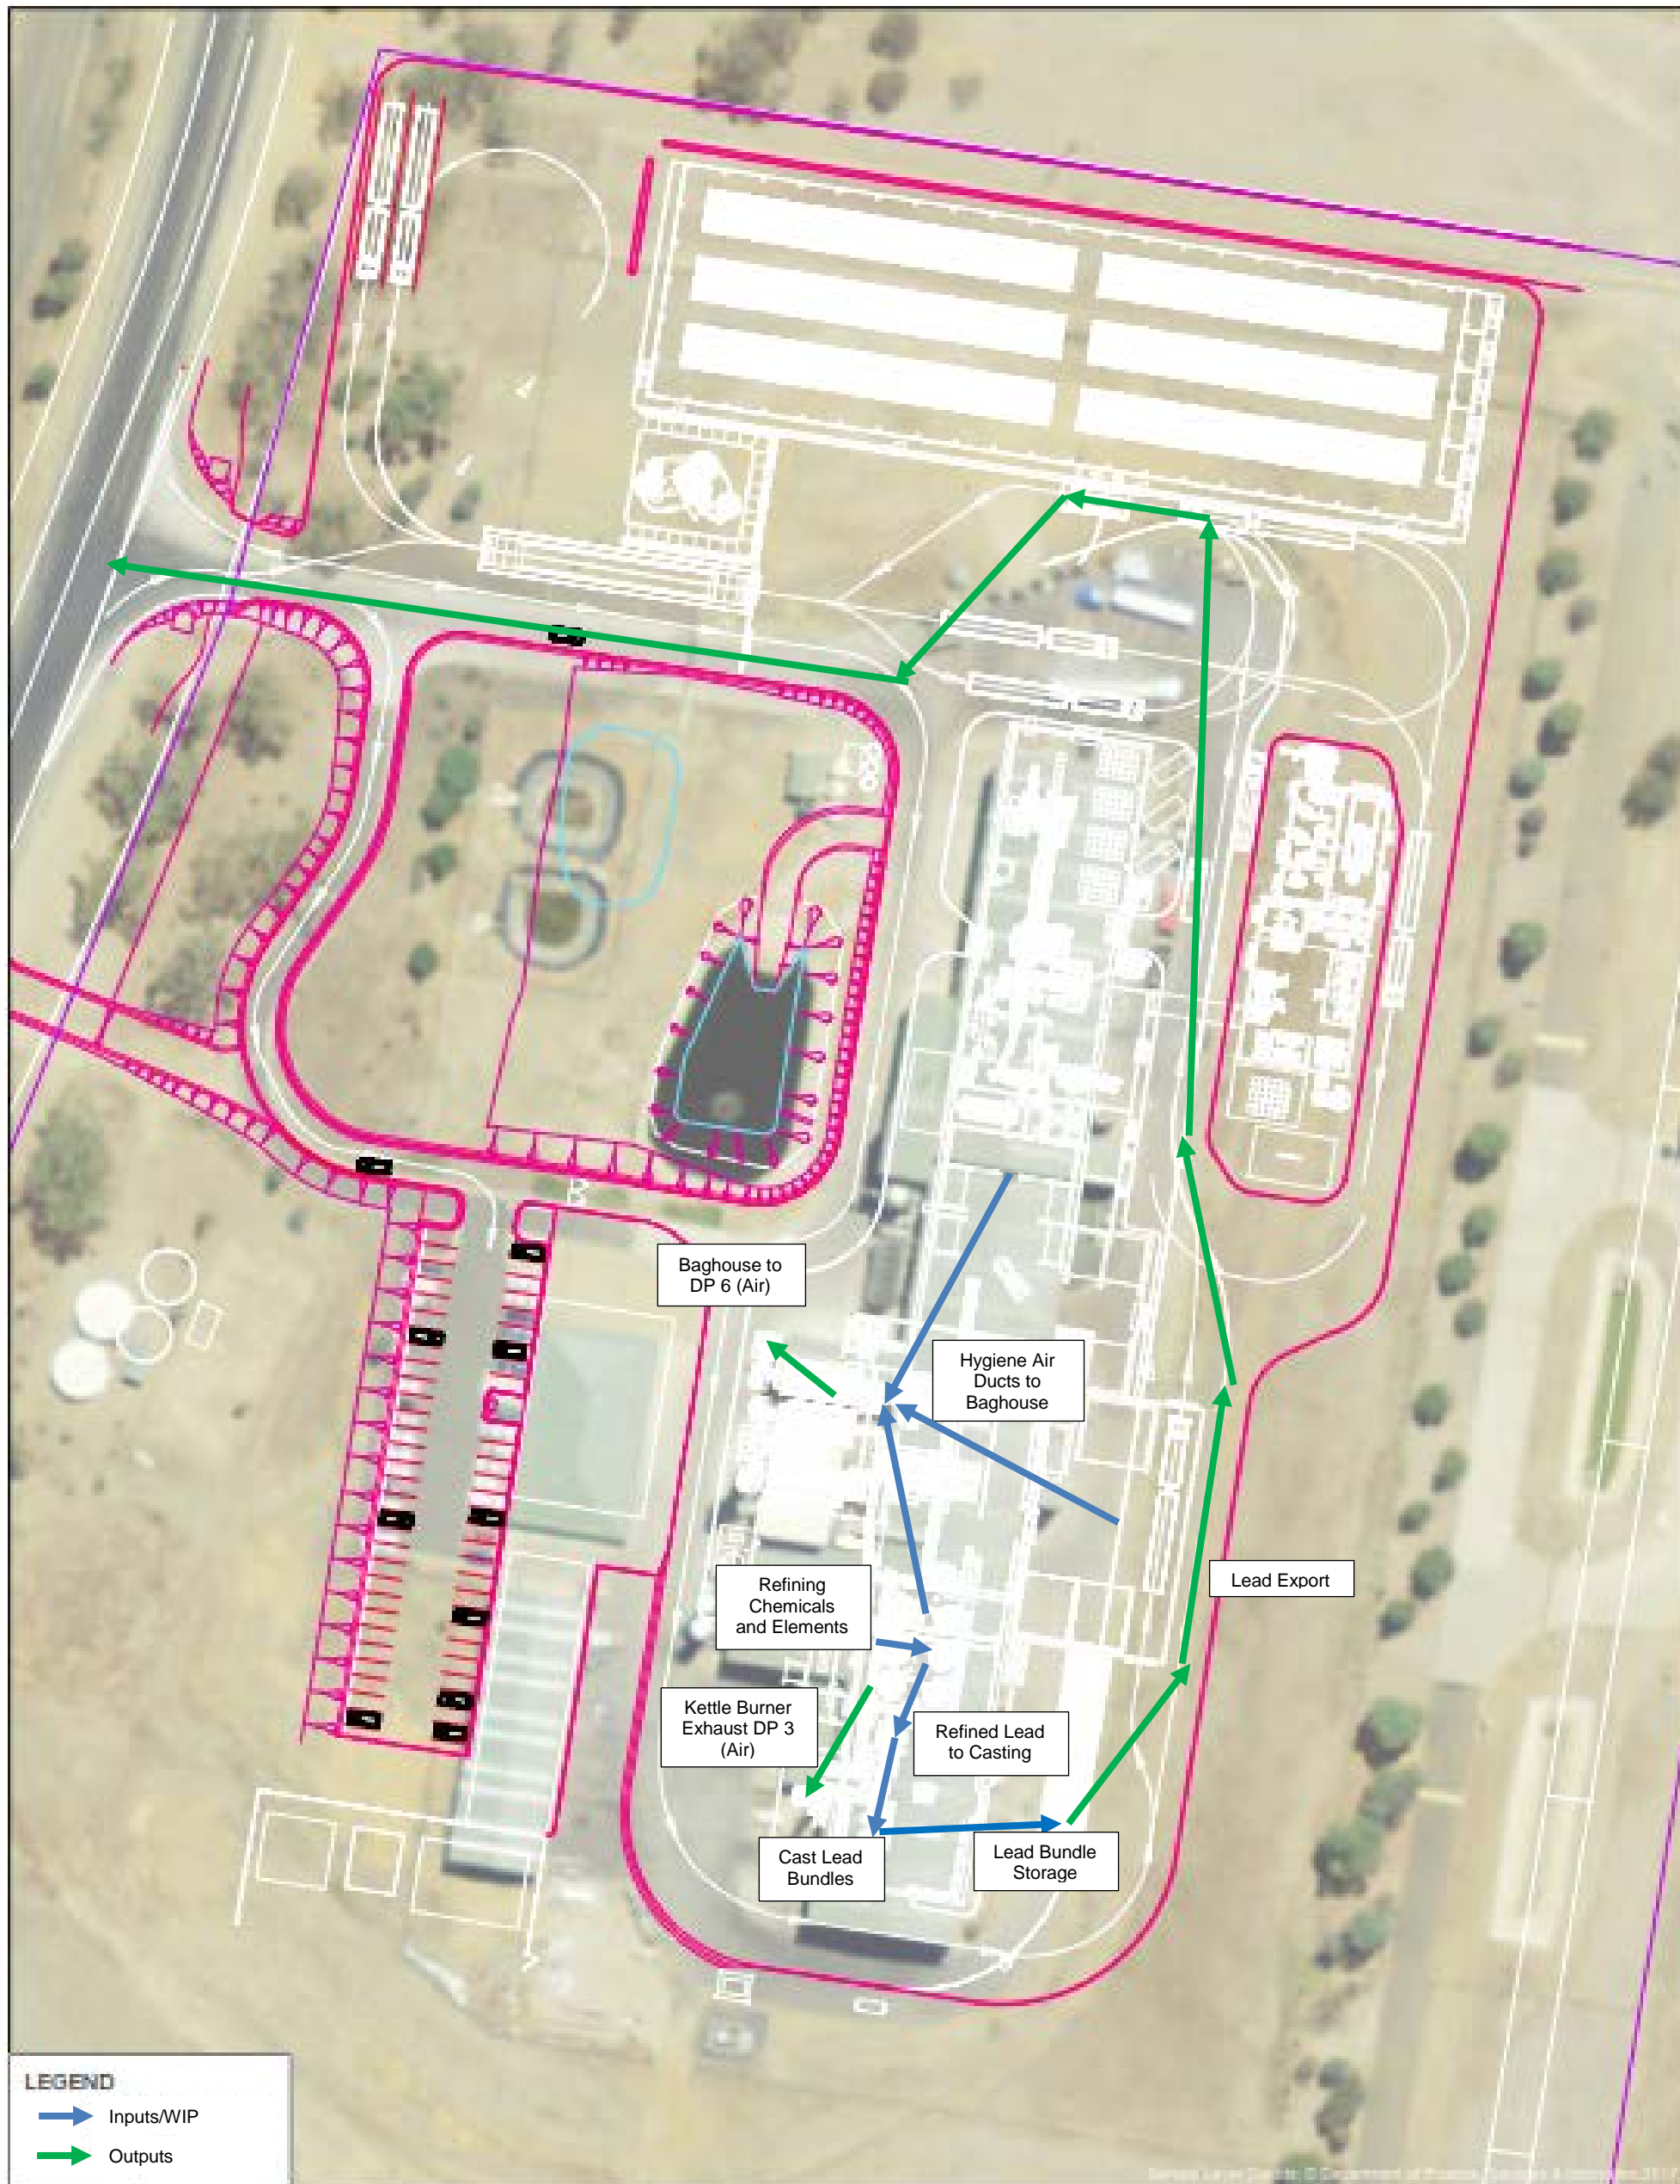 Baghouse to
DP 6 (Air)
Hygiene Air
Ducts to
Baghouse
Refining
Chemicals
and Elements
Lead Export
Kettle Burner
Exhaust DP 3
(Air)
Refined Lead
to Casting
Cast Lead
Bundles
Lead Bundle
Storage
LEGEND
Inputs/WIP
Outputs